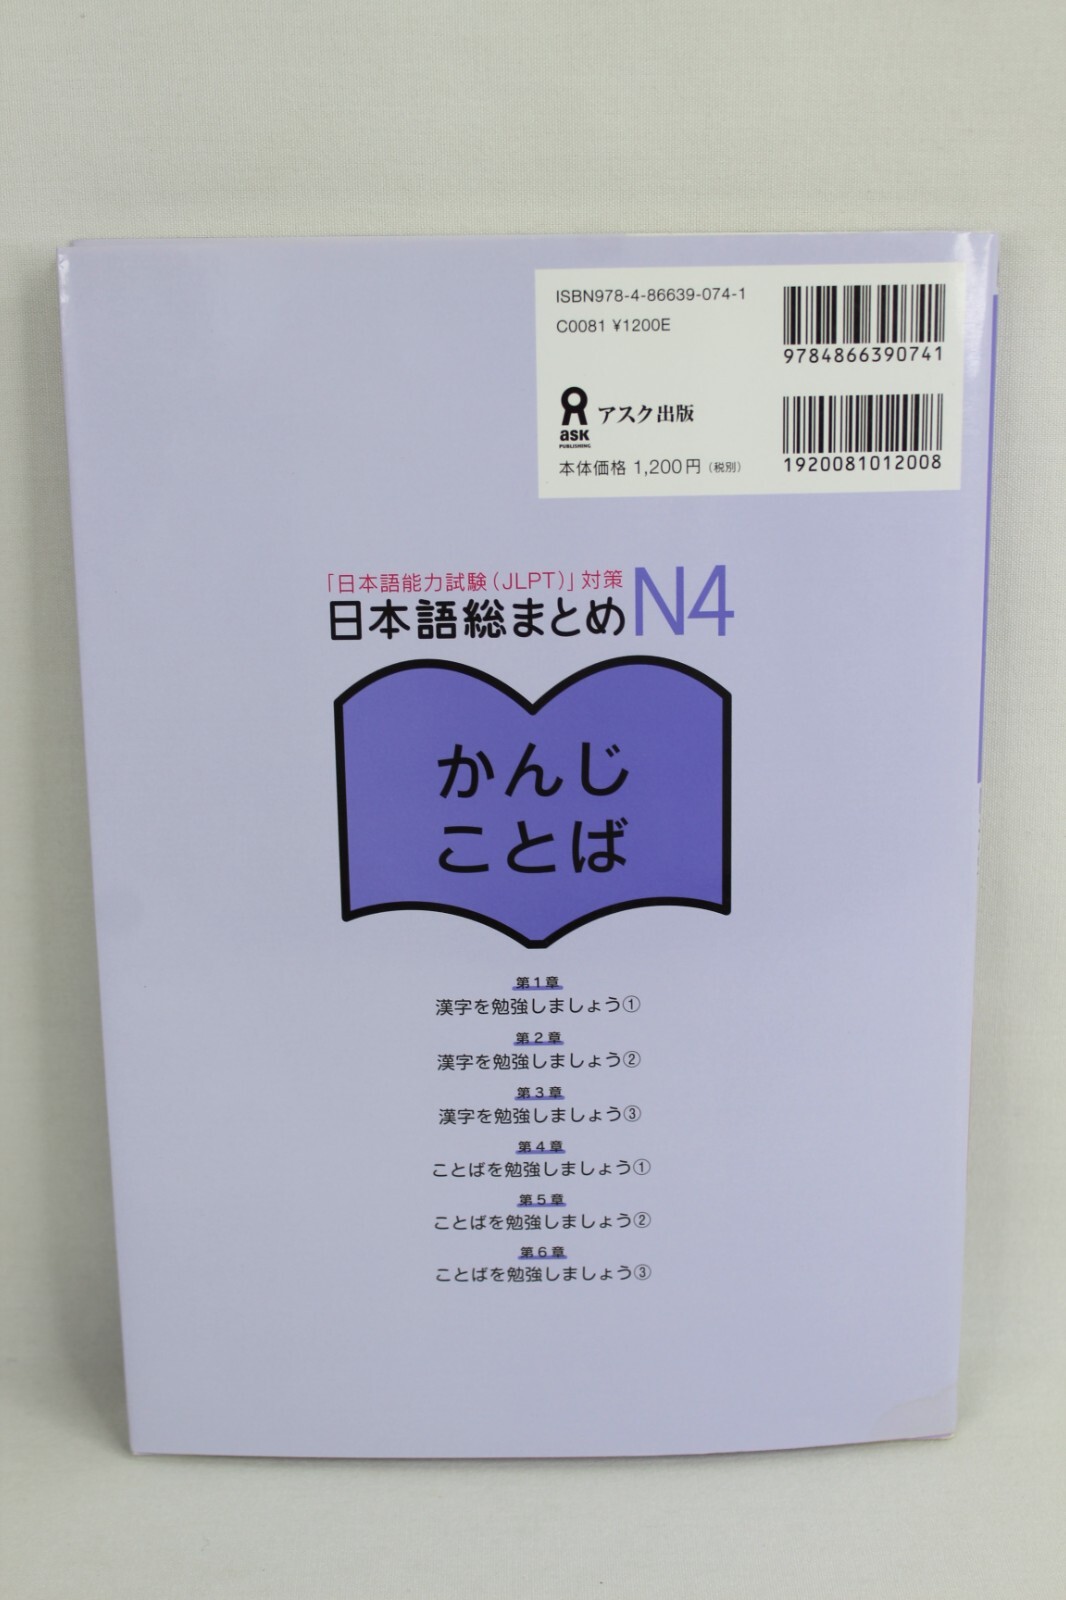 ISBN978-4-86639-074-1
C0081 ¥1200E
9784866390741
ask
PUBLISHING
アスク出版
本体価格 1,200円(税別)
1920081012008
「日本語能力試験(JLPT)」対策
日本語総まとめ N4
かんじ
ことば
第1章
漢字を勉強しましょう①
第2章
漢字を勉強しましょう②
第3章
漢字を勉強しましょう③
第4章
ことばを勉強しましょう①
第5章
ことばを勉強しましょう②
第6章
ことばを勉強しましょう③